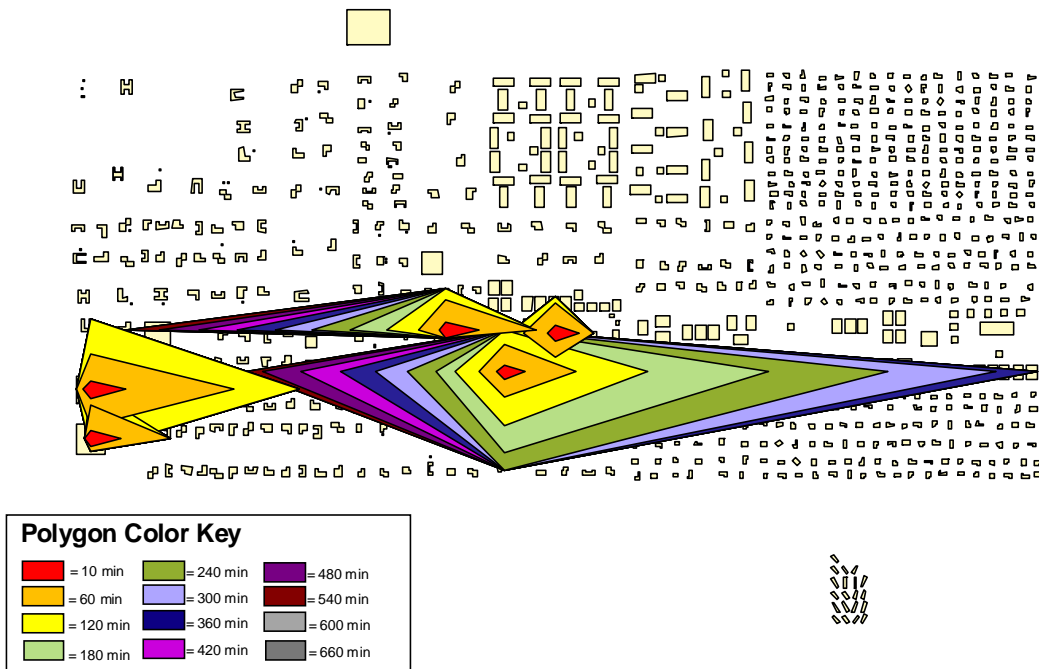 Polygon Color Key
= 10 min
= 60 min
= 120 min
= 180 min
= 240 min
= 300 min
= 360 min
= 420 min
= 480 min
= 540 min
= 600 min
= 660 min